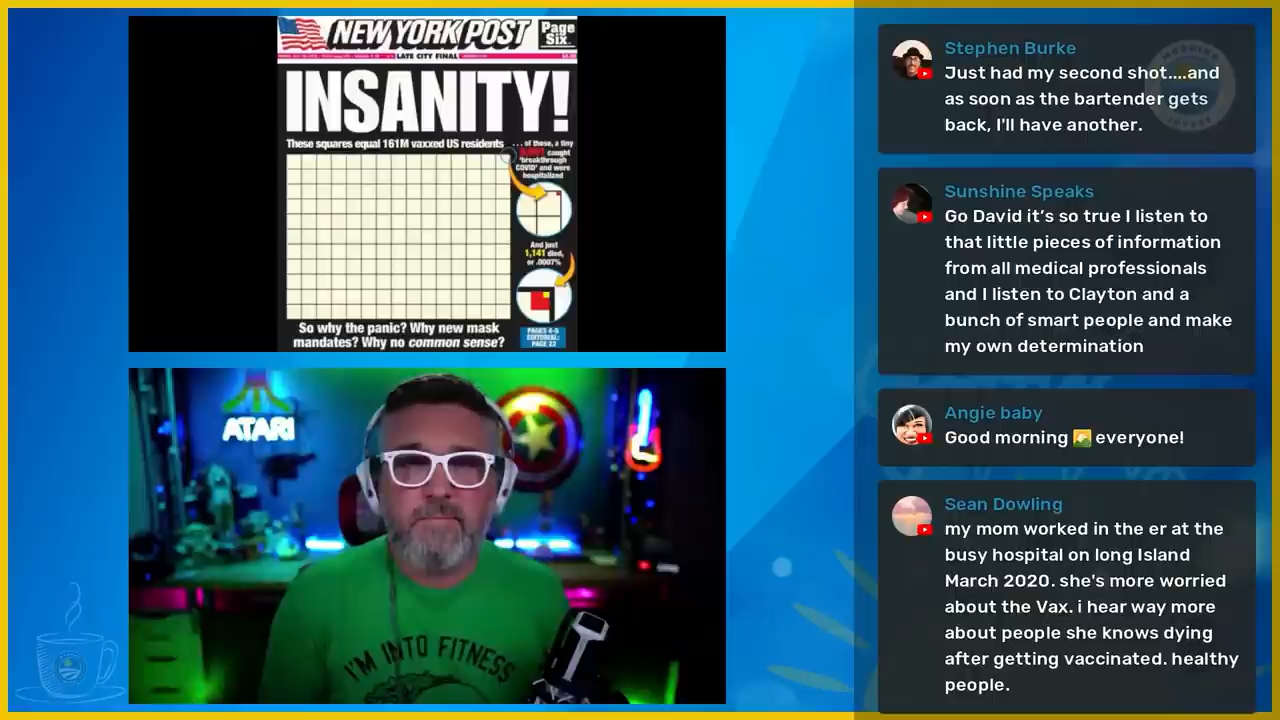 NEW YORK POST
Page
Six
LATE CITY FINAL
INSANITY!
These squares equal 161M vaxxed US residents
... of those, a tiny
caught
'breakthrough
COVID' and were
hospitalized
And just
1,141 died,
or .0007%
So why the panic? Why new mask
mandates? Why no common sense?
PAGES 4-5
EDITORIAL:
PAGE 22
ATARI
I'M INTO FITNESS
Stephen Burke
Just had my second shot....and
as soon as the bartender gets
back, I'll have another.
Sunshine Speaks
Go David it's so true I listen to
that little pieces of information
from all medical professionals
and I listen to Clayton and a
bunch of smart people and make
my own determination
Angie baby
Good morning 🌄 everyone!
Sean Dowling
my mom worked in the er at the
busy hospital on long Island
March 2020. she's more worried
about the Vax. i hear way more
about people she knows dying
after getting vaccinated. healthy
people.